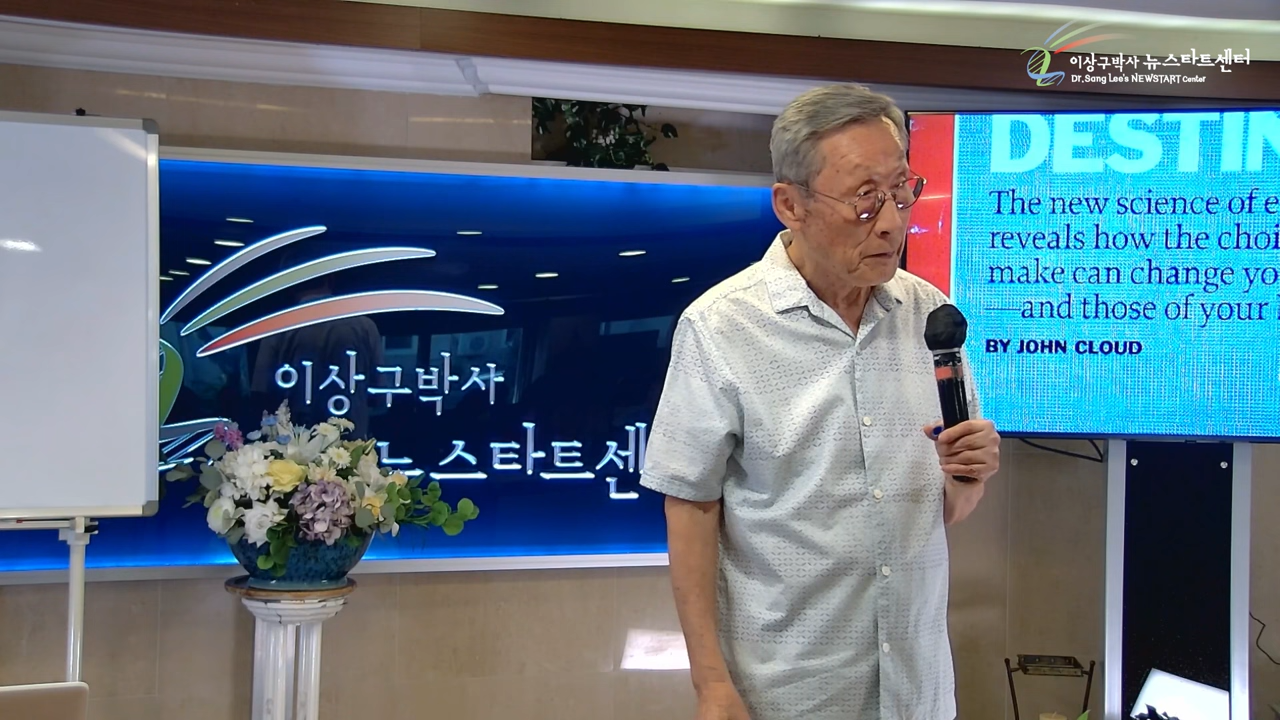 이상구박사 뉴스타트센터
Dr. Sang Lee's NEWSTART Center
DESTIN
The new science of e
reveals how the choi
make can change yo
—and those of your
BY JOHN CLOUD
이상구박사
뉴스타트센